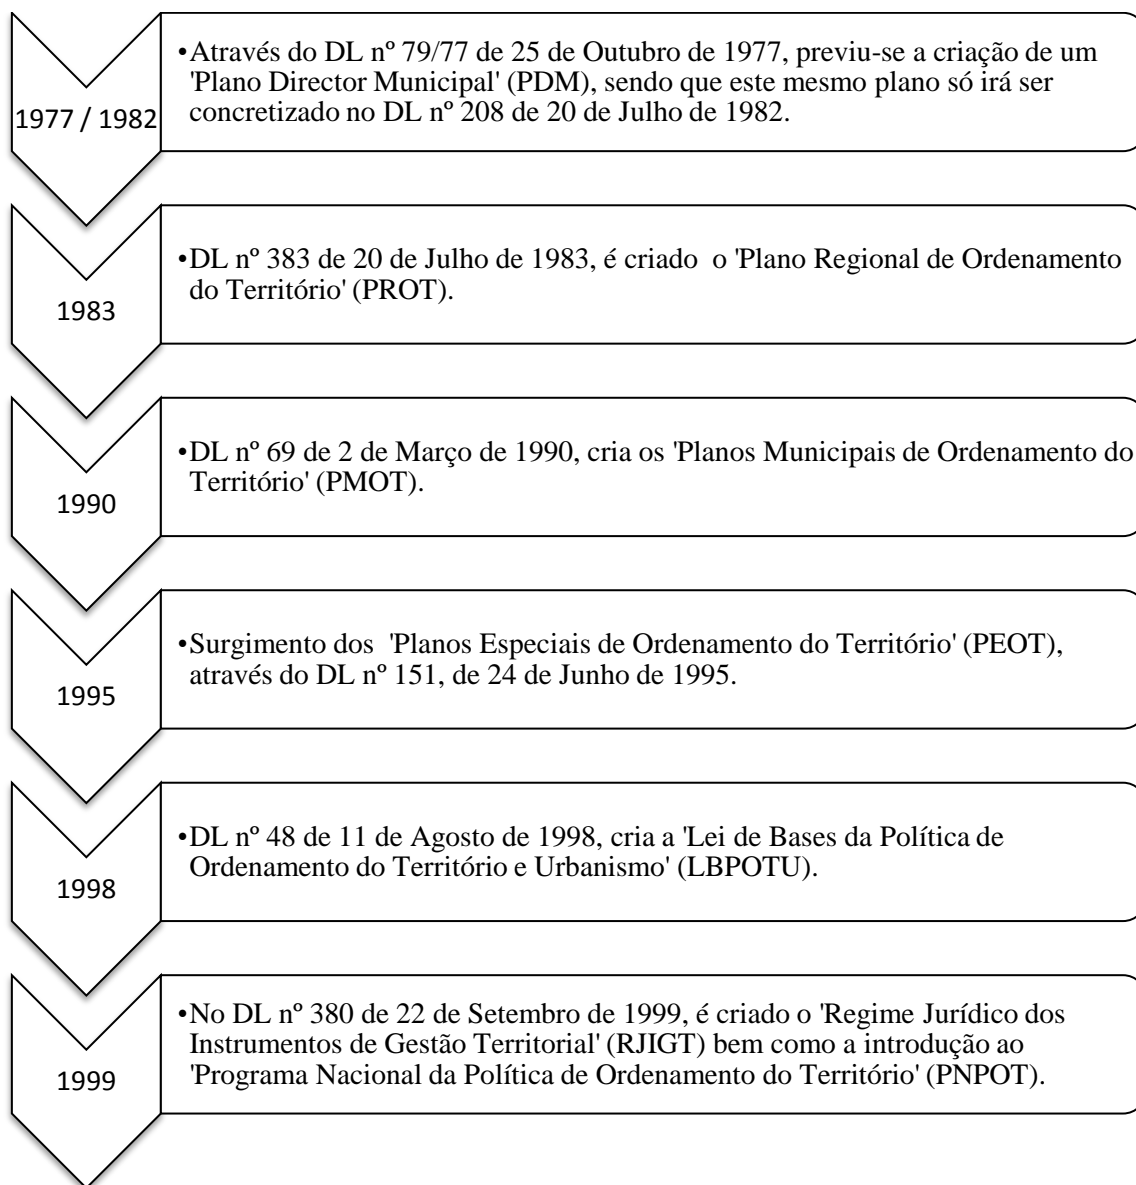 1977 / 1982
•Através do DL nº 79/77 de 25 de Outubro de 1977, previu-se a criação de um
'Plano Director Municipal' (PDM), sendo que este mesmo plano só irá ser
concretizado no DL nº 208 de 20 de Julho de 1982.
1983
•DL nº 383 de 20 de Julho de 1983, é criado o 'Plano Regional de Ordenamento
do Território' (PROT).
1990
•DL nº 69 de 2 de Março de 1990, cria os 'Planos Municipais de Ordenamento do
Território' (PMOT).
1995
•Surgimento dos 'Planos Especiais de Ordenamento do Território' (PEOT),
através do DL nº 151, de 24 de Junho de 1995.
1998
•DL nº 48 de 11 de Agosto de 1998, cria a 'Lei de Bases da Política de
Ordenamento do Território e Urbanismo' (LBPOTU).
1999
•No DL nº 380 de 22 de Setembro de 1999, é criado o 'Regime Jurídico dos
Instrumentos de Gestão Territorial' (RJIGT) bem como a introdução ao
'Programa Nacional da Política de Ordenamento do Território' (PNPOT).